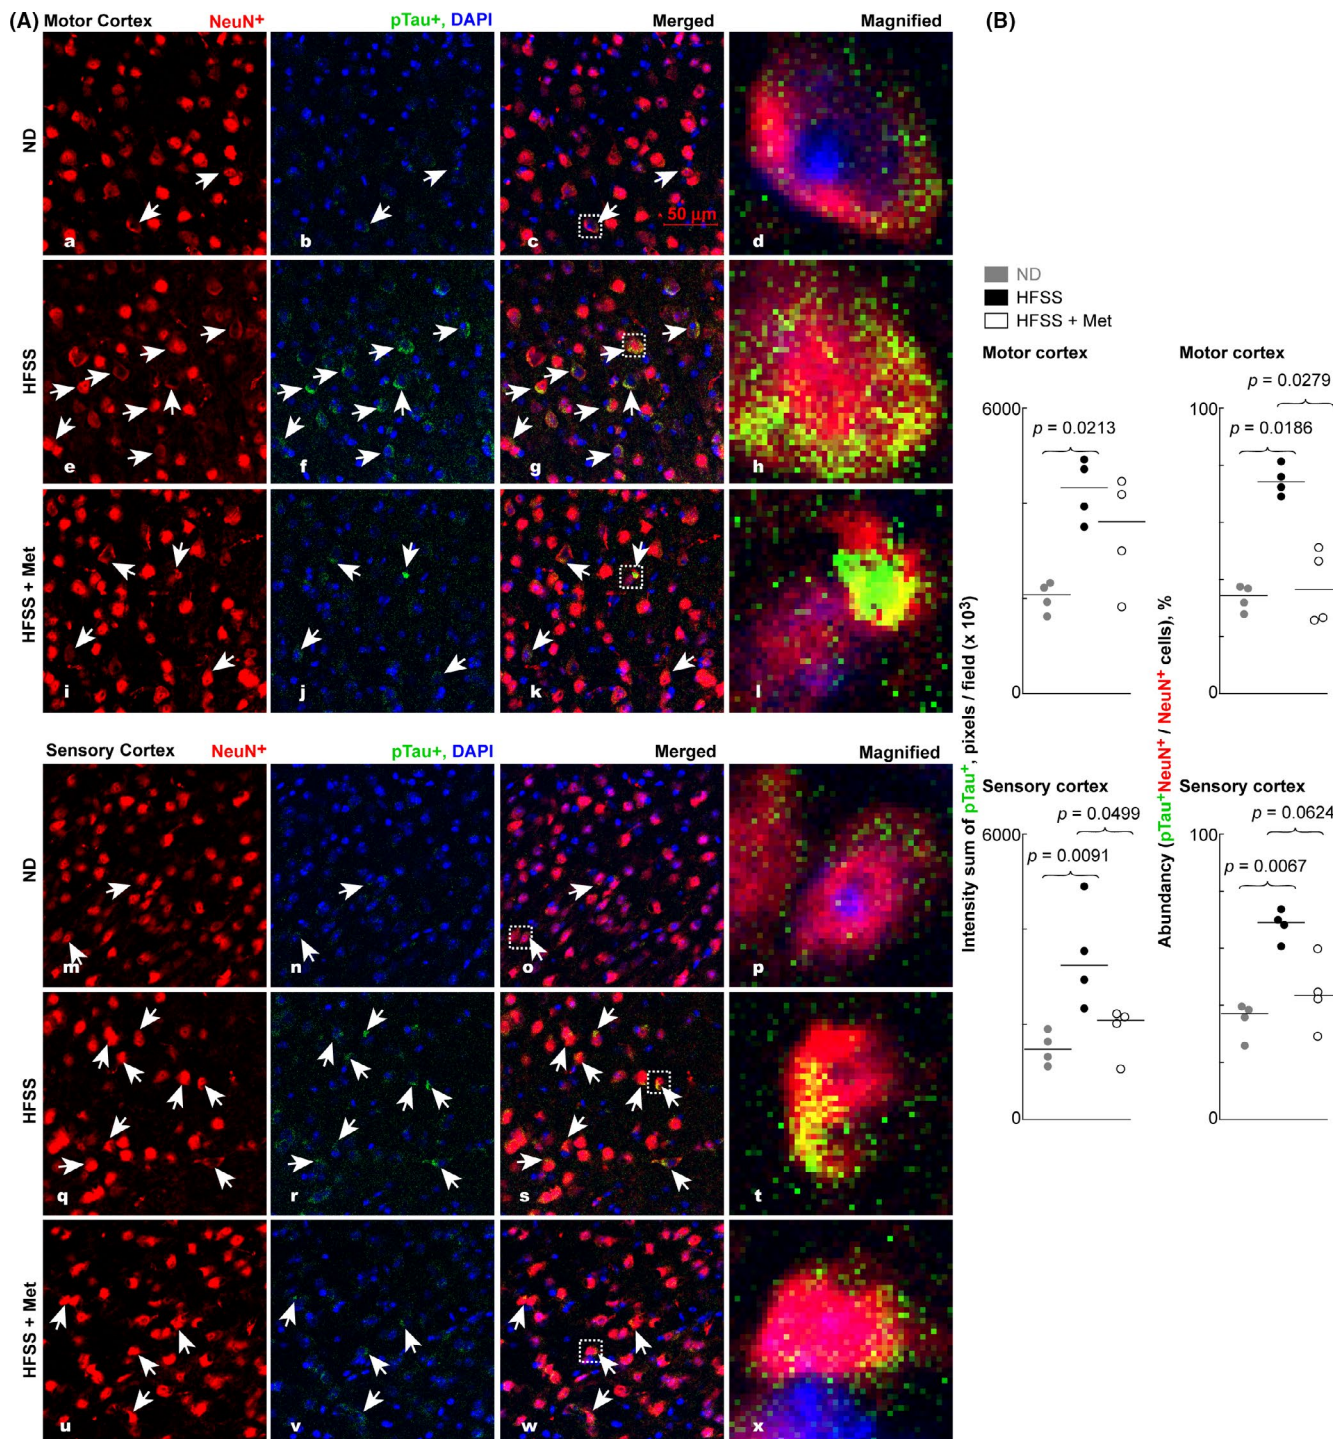 (A) Motor Cortex NeuN+ pTau+, DAPI Merged Magnified (B)
ND
a b c d
50 µm
HFSS
e f g h
HFSS + Met
i j k l
Sensory Cortex NeuN+ pTau+, DAPI Merged Magnified
ND
m n o p
HFSS
q r s t
HFSS + Met
u v w x
ND
HFSS
HFSS + Met
Intensity sum of pTau+, pixels / field (x 10³)
Motor cortex
6000
p = 0.0213
0
Sensory cortex
6000
p = 0.0499
p = 0.0091
0
Abundancy (pTau+NeuN+ / NeuN+ cells), %
Motor cortex
p = 0.0279
100
p = 0.0186
0
Sensory cortex
p = 0.0624
100
p = 0.0067
0